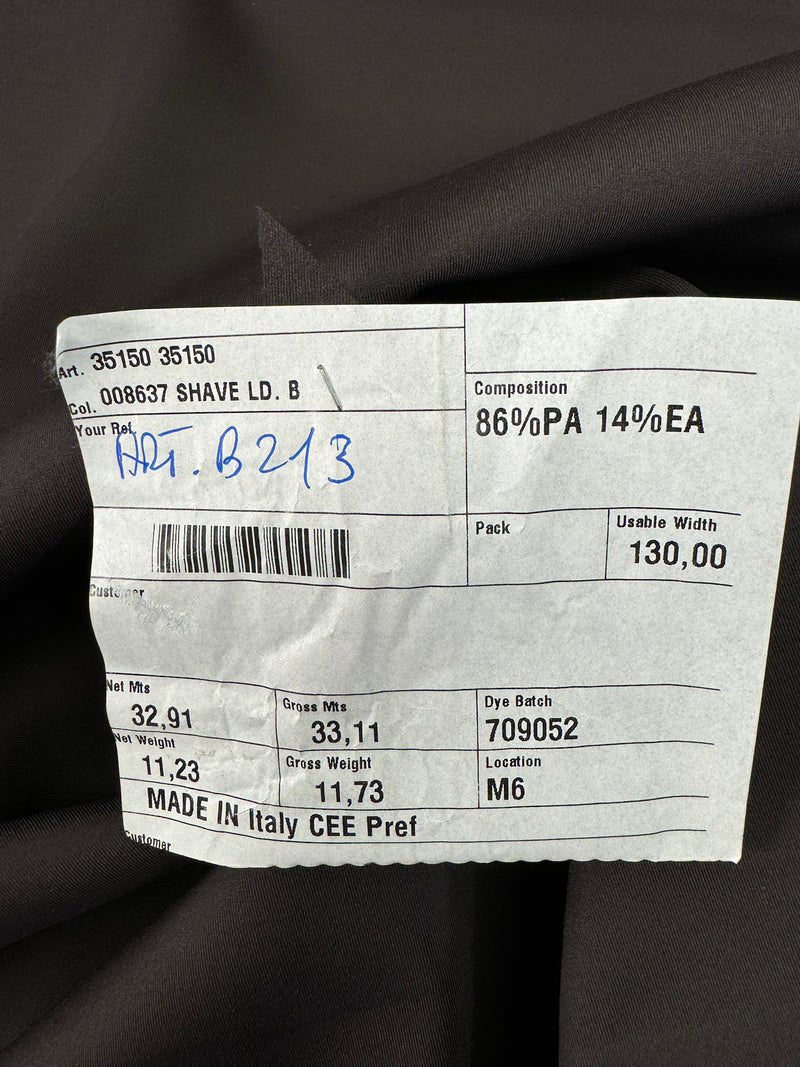 Art. 35150 35150
Col. 008637 SHAVE LD. B
Your Ref.
ART. B213
Composition
86%PA 14%EA
Pack
Usable Width
130,00
Customer
Net Mts
32,91
Gross Mts
33,11
Dye Batch
709052
Net Weight
11,23
Gross Weight
11,73
Location
M6
MADE IN Italy CEE Pref
Customer